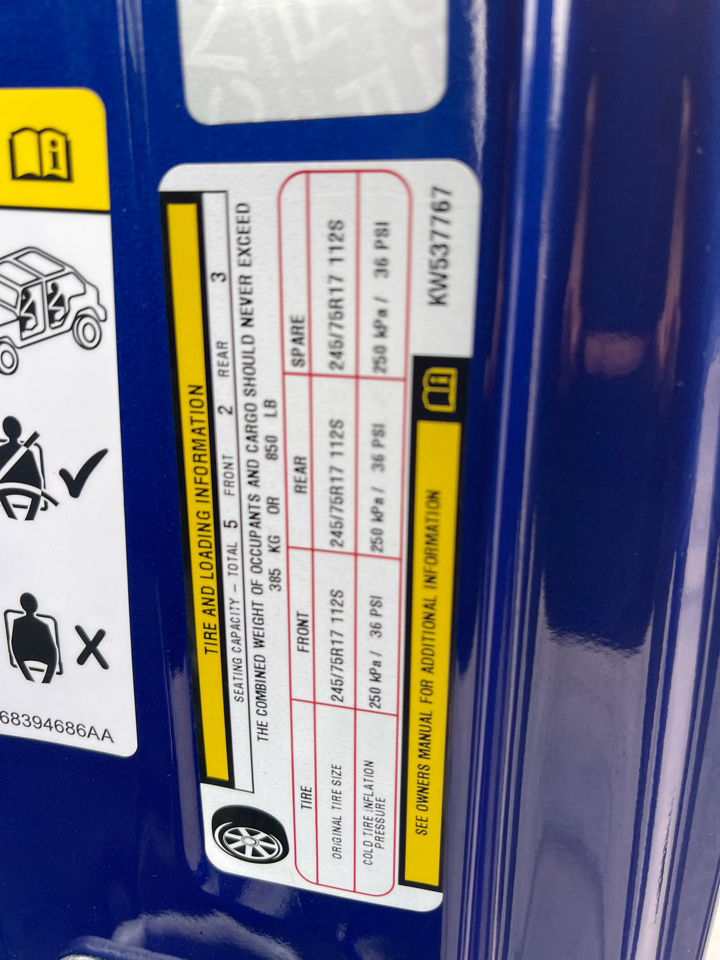 68394686AA
TIRE AND LOADING INFORMATION
SEATING CAPACITY – TOTAL 5 FRONT 2 REAR 3
THE COMBINED WEIGHT OF OCCUPANTS AND CARGO SHOULD NEVER EXCEED
385 KG OR 850 LB
TIRE FRONT REAR SPARE
ORIGINAL TIRE SIZE 245/75R17 112S 245/75R17 112S 245/75R17 112S
COLD TIRE INFLATION
PRESSURE 250 kPa / 36 PSI 250 kPa / 36 PSI 250 kPa / 36 PSI
SEE OWNERS MANUAL FOR ADDITIONAL INFORMATION
KW537767